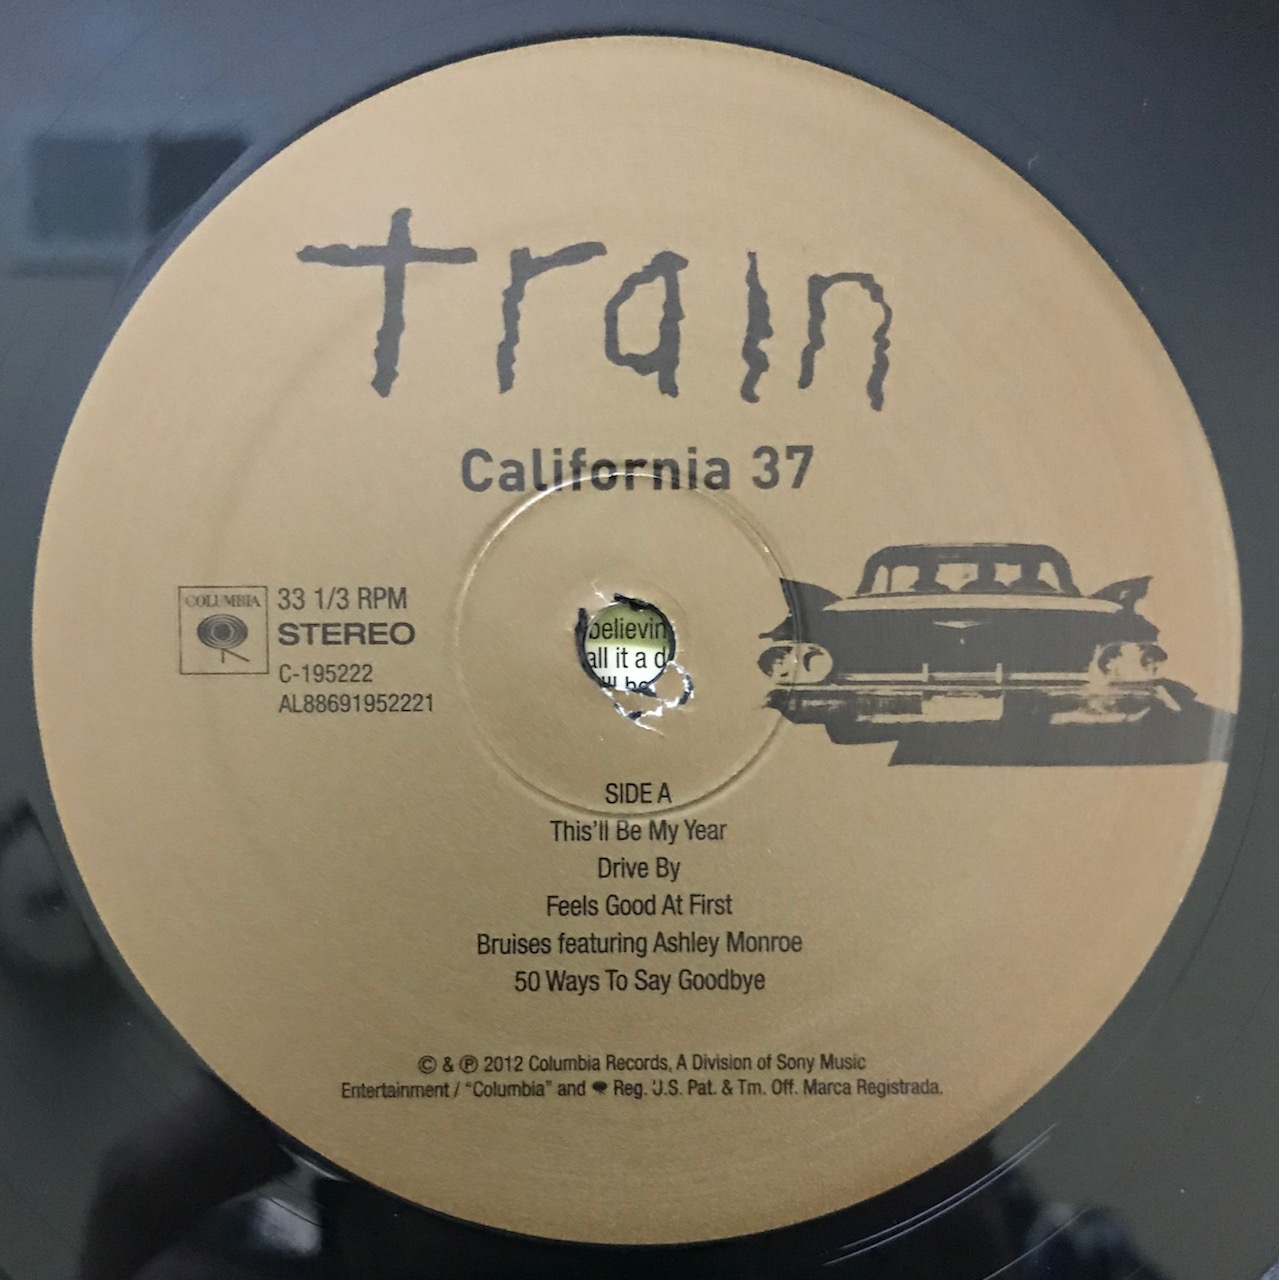 train
California 37
COLUMBIA
33 1/3 RPM
STEREO
C-195222
AL88691952221
believin
all it a d
SIDE A
This'll Be My Year
Drive By
Feels Good At First
Bruises featuring Ashley Monroe
50 Ways To Say Goodbye
© & ℗ 2012 Columbia Records, A Division of Sony Music
Entertainment / "Columbia" and Reg. U.S. Pat. & Tm. Off. Marca Registrada.